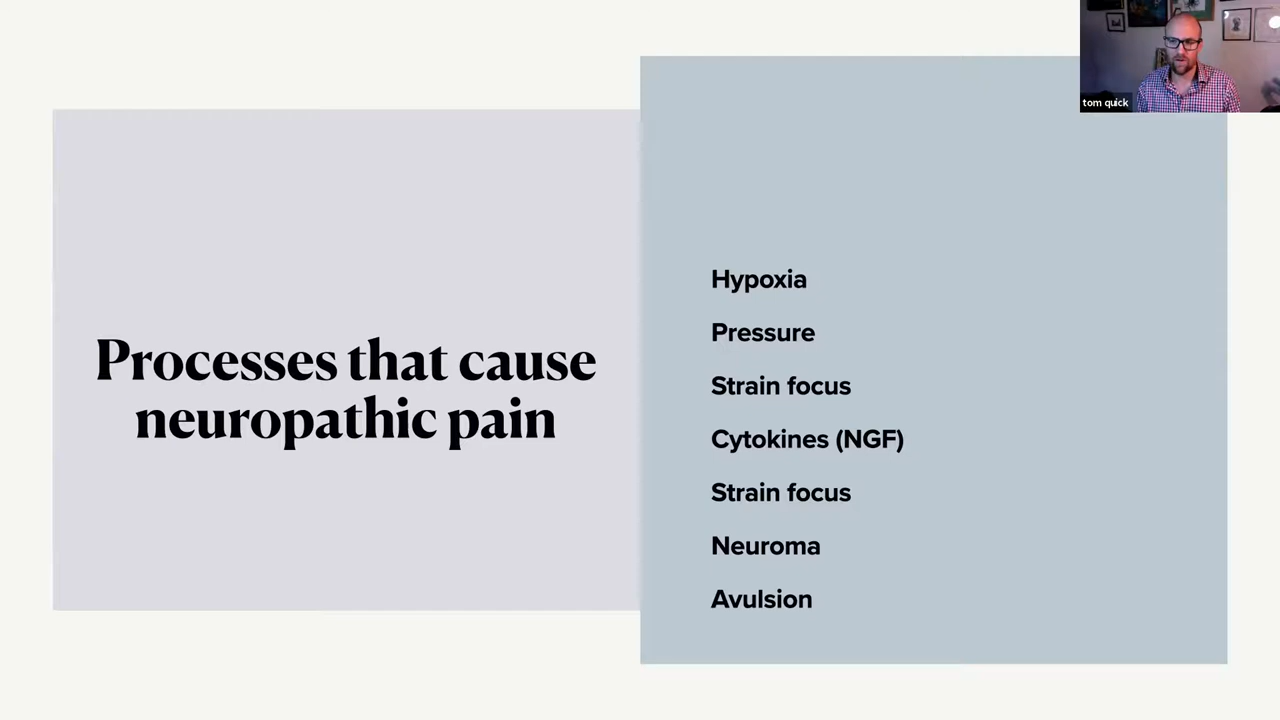 tom quick
Processes that cause
neuropathic pain
Hypoxia
Pressure
Strain focus
Cytokines (NGF)
Strain focus
Neuroma
Avulsion